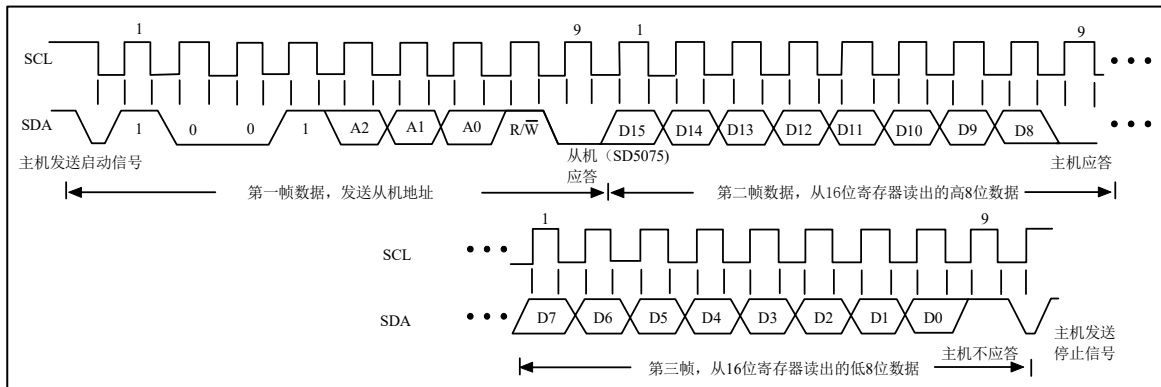 1 9 1 9
SCL
SDA 1 0 0 1 A2 A1 A0 R/W̅ D15 D14 D13 D12 D11 D10 D9 D8
主机发送启动信号 从机（SD5075） 应答 主机应答
第一帧数据，发送从机地址 第二帧数据，从16位寄存器读出的高8位数据
1 9
SCL
SDA D7 D6 D5 D4 D3 D2 D1 D0
主机不应答 主机发送 停止信号
第三帧，从16位寄存器读出的低8位数据